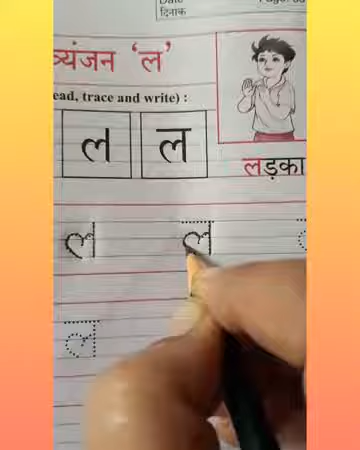 दिनांक
व्यंजन 'ल'
ead, trace and write) :
ल ल
लड़का
ल ल
ल